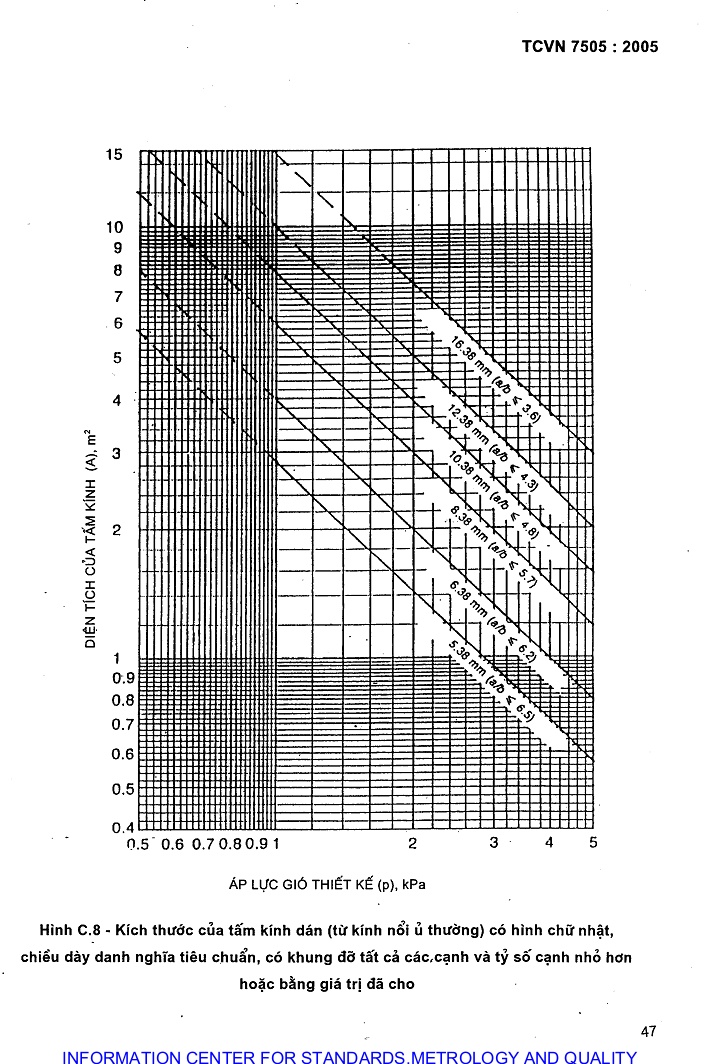 TCVN 7505 : 2005
15
10
9
8
7
6
5
4
3
2
1
0.9
0.8
0.7
0.6
0.5
0.4
DIỆN TÍCH CỦA TẤM KÍNH (A), m²
16.38 mm (a/b ≤ 3.6)
12.38 mm (a/b ≤ 4.3)
10.38 mm (a/b ≤ 4.8)
8.38 mm (a/b ≤ 5.7)
6.38 mm (a/b ≤ 6.2)
5.38 mm (a/b ≤ 6.5)
0.5 0.6 0.7 0.8 0.9 1 2 3 4 5
ÁP LỰC GIÓ THIẾT KẾ (p), kPa
Hình C.8 - Kích thước của tấm kính dán (từ kính nổi ủ thường) có hình chữ nhật,
chiều dày danh nghĩa tiêu chuẩn, có khung đỡ tất cả các cạnh và tỷ số cạnh nhỏ hơn
hoặc bằng giá trị đã cho
47
INFORMATION CENTER FOR STANDARDS, METROLOGY AND QUALITY